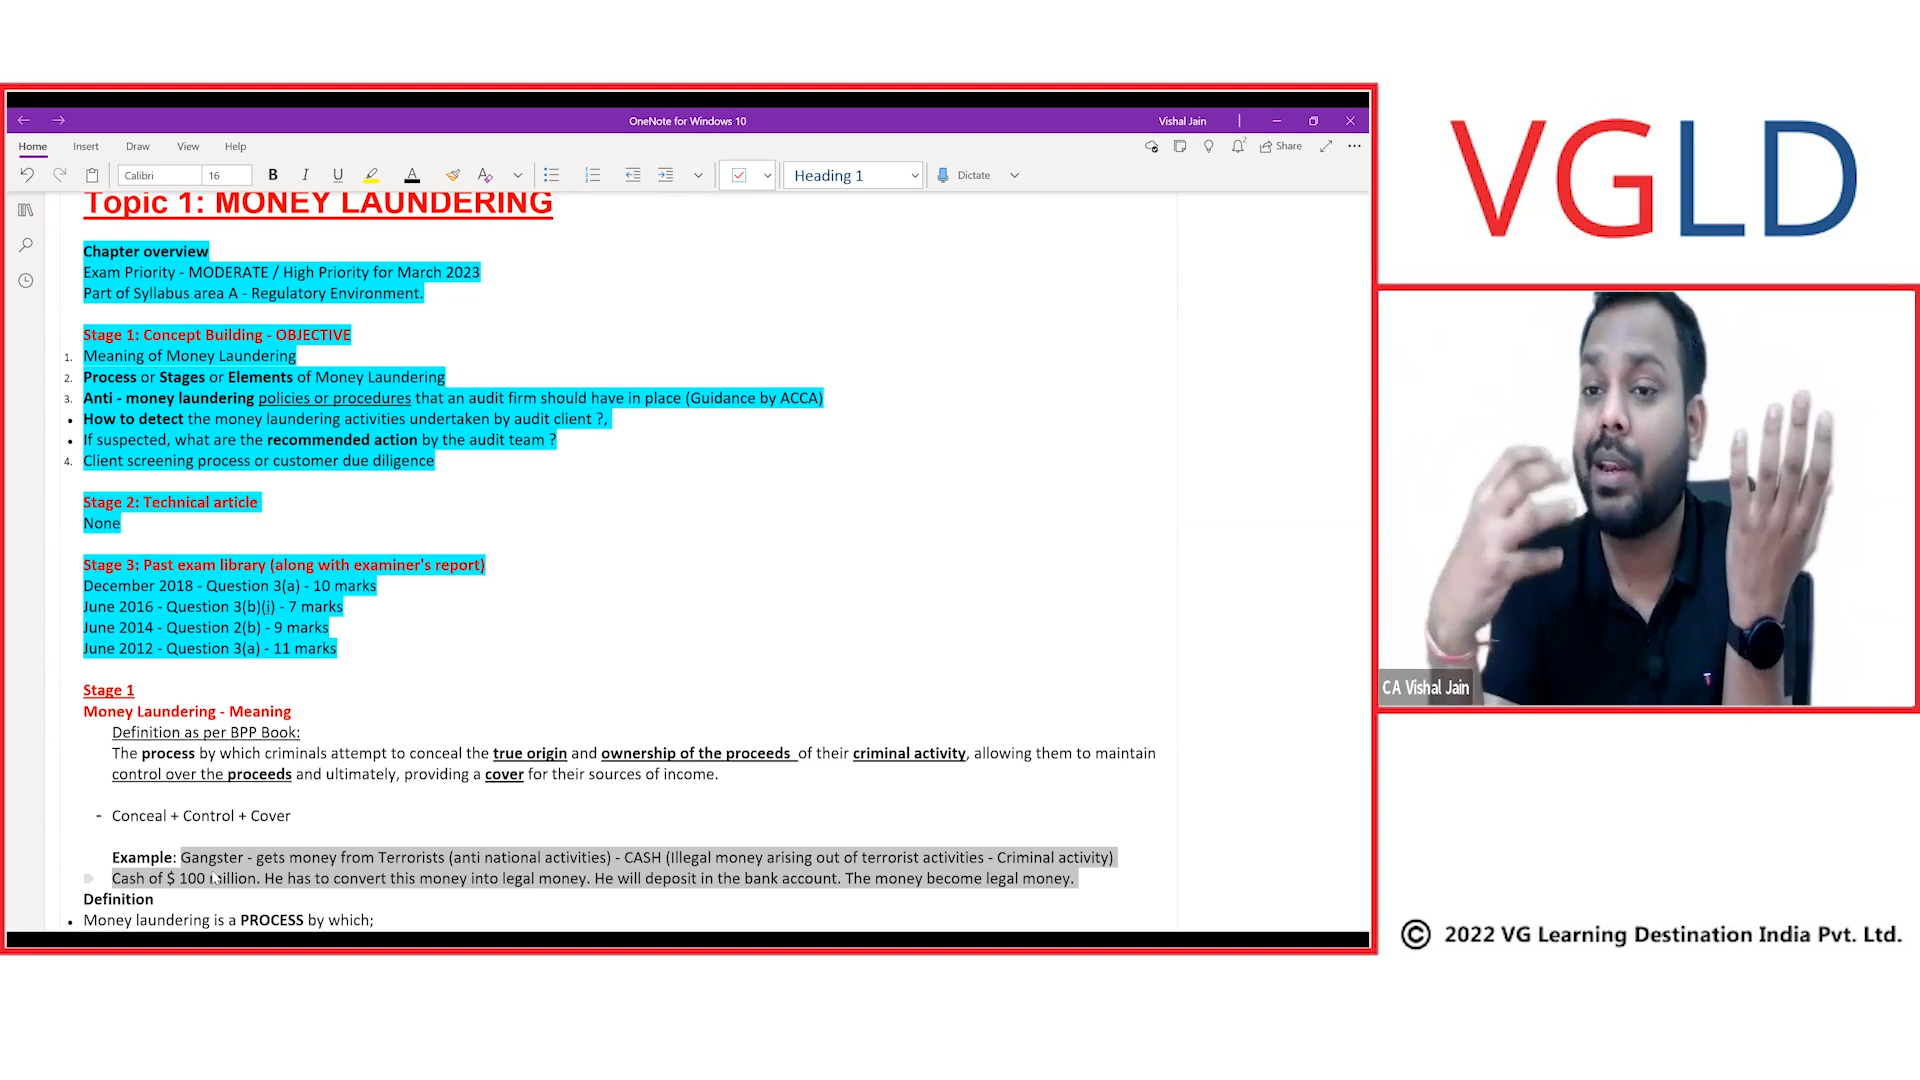 OneNote for Windows 10
Vishal Jain
Home Insert Draw View Help
Share
Calibri 16 B I U A Heading 1 Dictate
Topic 1: MONEY LAUNDERING
Chapter overview
Exam Priority - MODERATE / High Priority for March 2023
Part of Syllabus area A - Regulatory Environment.
Stage 1: Concept Building - OBJECTIVE
1. Meaning of Money Laundering
2. Process or Stages or Elements of Money Laundering
3. Anti - money laundering policies or procedures that an audit firm should have in place (Guidance by ACCA)
• How to detect the money laundering activities undertaken by audit client ?,
• If suspected, what are the recommended action by the audit team ?
4. Client screening process or customer due diligence
Stage 2: Technical article
None
Stage 3: Past exam library (along with examiner's report)
December 2018 - Question 3(a) - 10 marks
June 2016 - Question 3(b)(i) - 7 marks
June 2014 - Question 2(b) - 9 marks
June 2012 - Question 3(a) - 11 marks
Stage 1
Money Laundering - Meaning
Definition as per BPP Book:
The process by which criminals attempt to conceal the true origin and ownership of the proceeds of their criminal activity, allowing them to maintain
control over the proceeds and ultimately, providing a cover for their sources of income.
- Conceal + Control + Cover
Example: Gangster - gets money from Terrorists (anti national activities) - CASH (Illegal money arising out of terrorist activities - Criminal activity)
Cash of $ 100 million. He has to convert this money into legal money. He will deposit in the bank account. The money become legal money.
Definition
• Money laundering is a PROCESS by which;
VGLD
CA Vishal Jain
© 2022 VG Learning Destination India Pvt. Ltd.